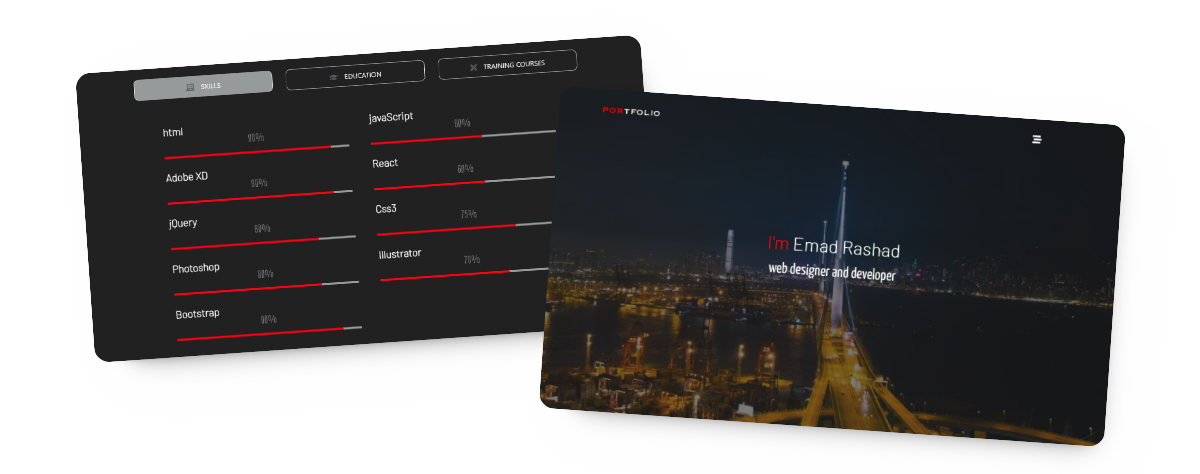 SKILLS
EDUCATION
TRAINING COURSES
html
90%
Adobe XD
90%
jQuery
80%
Photoshop
80%
Bootstrap
90%
javaScript
60%
React
60%
Css3
75%
illustrator
70%
PORTFOLIO
I'm Emad Rashad
web designer and developer